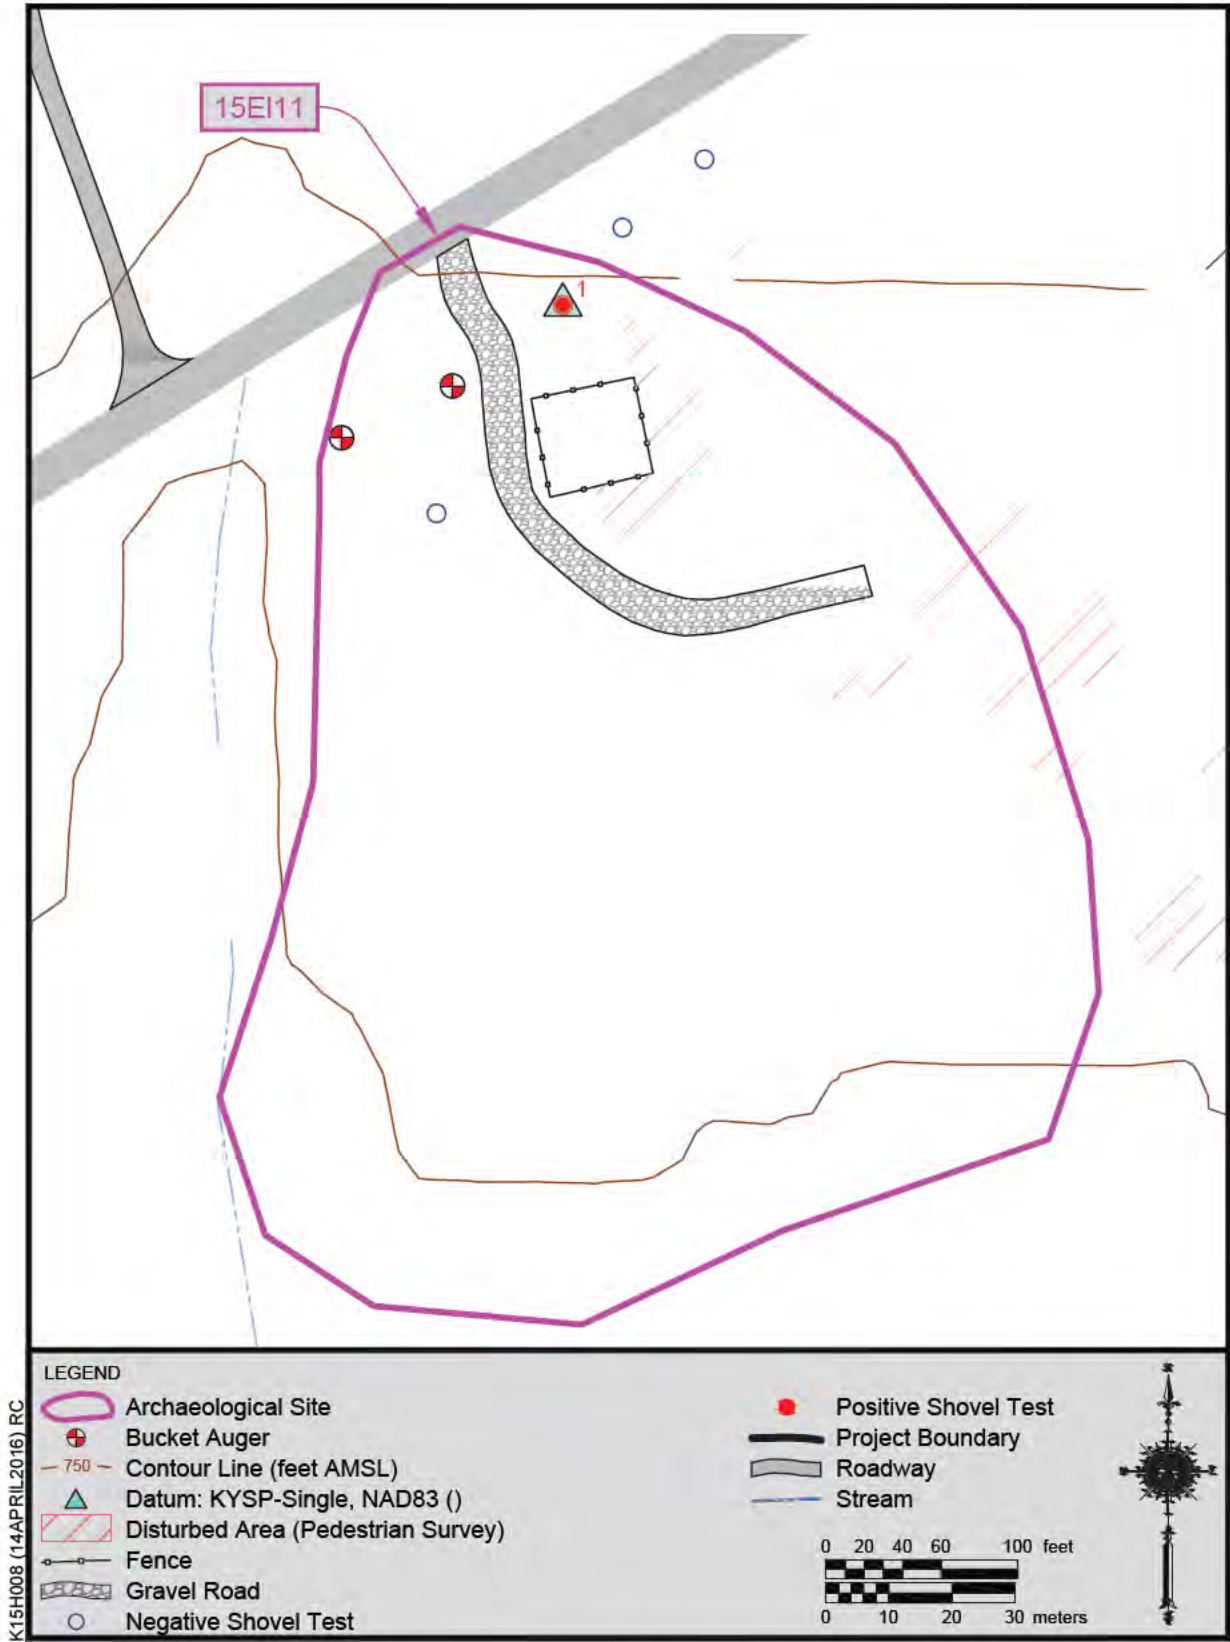 15El11
1
LEGEND
Archaeological Site
Bucket Auger
750 Contour Line (feet AMSL)
Datum: KYSP-Single, NAD83 ()
Disturbed Area (Pedestrian Survey)
Fence
Gravel Road
Negative Shovel Test
Positive Shovel Test
Project Boundary
Roadway
Stream
0 20 40 60 100 feet
0 10 20 30 meters
K15H008 (14APRIL2016) RC